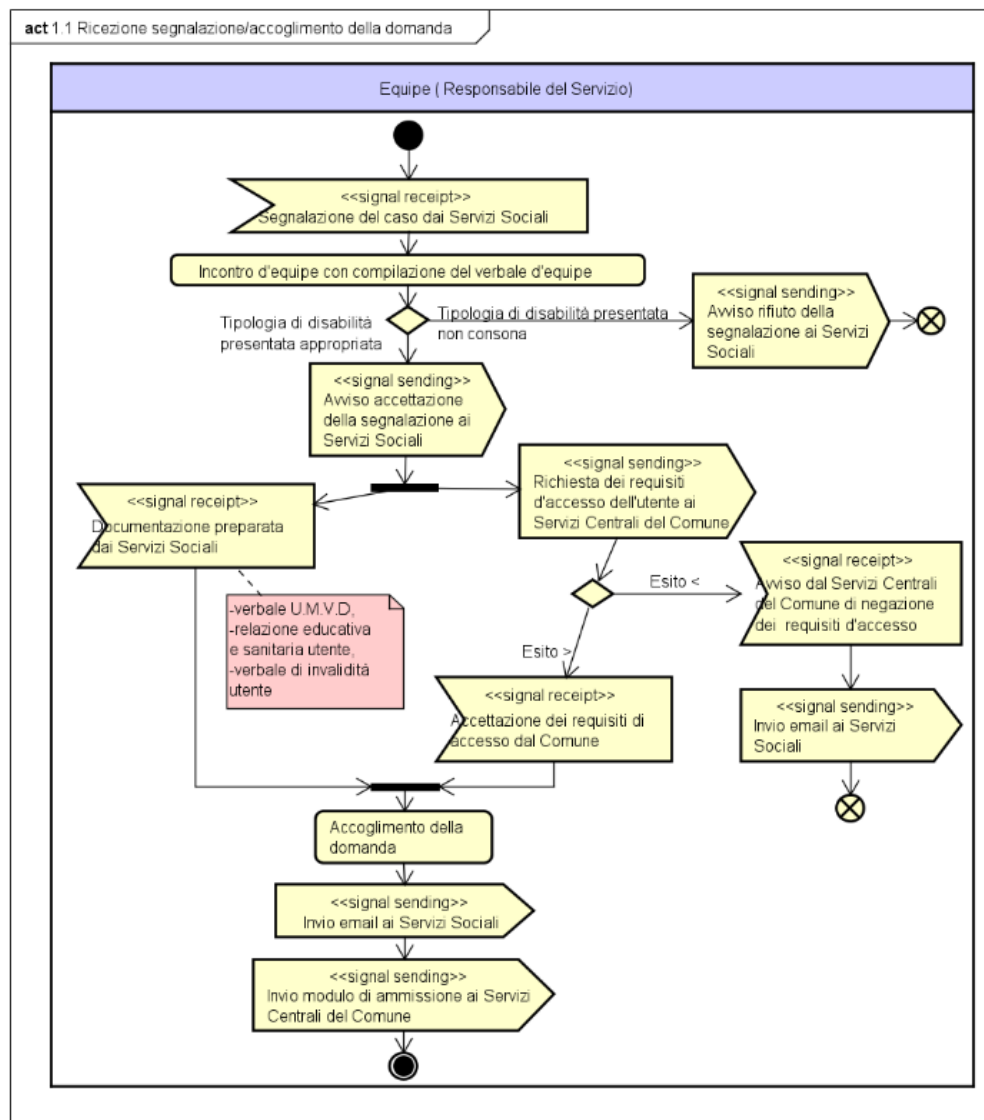 act 1.1 Ricezione segnalazione/accoglimento della domanda
Equipe ( Responsabile del Servizio)
<<signal receipt>>
Segnalazione del caso dai Servizi Sociali
Incontro d'equipe con compilazione del verbale d'equipe
Tipologia di disabilità
presentata appropriata
Tipologia di disabilità presentata
non consona
<<signal sending>>
Avviso rifiuto della
segnalazione ai Servizi
Sociali
<<signal sending>>
Avviso accettazione
della segnalazione ai
Servizi Sociali
<<signal receipt>>
Documentazione preparata
dai Servizi Sociali
<<signal sending>>
Richiesta dei requisiti
d'accesso dell'utente ai
Servizi Centrali del Comune
-verbale U.M.V.D,
-relazione educativa
e sanitaria utente,
-verbale di invalidità
utente
Esito <
<<signal receipt>>
Avviso dal Servizi Centrali
del Comune di negazione
dei requisiti d'accesso
Esito >
<<signal receipt>>
Accettazione dei requisiti di
accesso dal Comune
<<signal sending>>
Invio email ai Servizi
Sociali
Accoglimento della
domanda
<<signal sending>>
Invio email ai Servizi Sociali
<<signal sending>>
Invio modulo di ammissione ai Servizi
Centrali del Comune